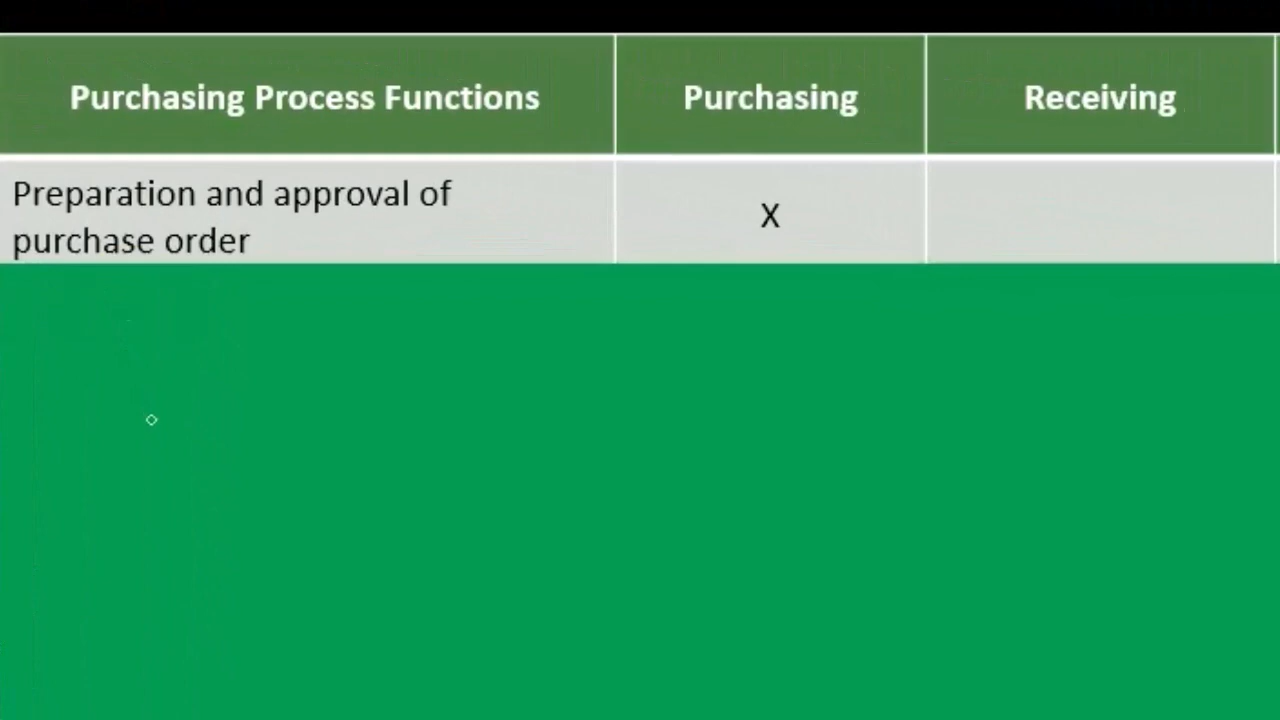 Purchasing Process Functions
Purchasing
Receiving
Preparation and approval of
purchase order
X